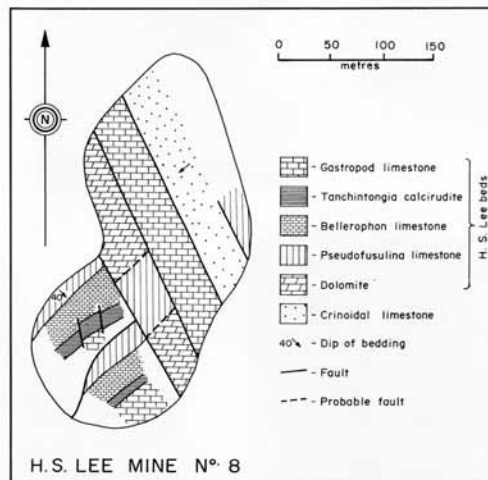 N
0 50 100 150
metres
- Gastropod limestone
- Tanchintongia calcirudite
- Bellerophon limestone
- Pseudofusulina limestone
- Dolomite
H. S. Lee beds
- Crinoidal limestone
40 - Dip of bedding
- Fault
- Probable fault
40
H. S. LEE MINE Nº 8